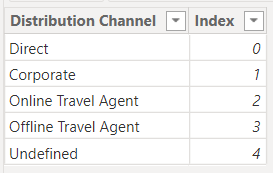 Distribution Channel Index
Direct 0
Corporate 1
Online Travel Agent 2
Offline Travel Agent 3
Undefined 4